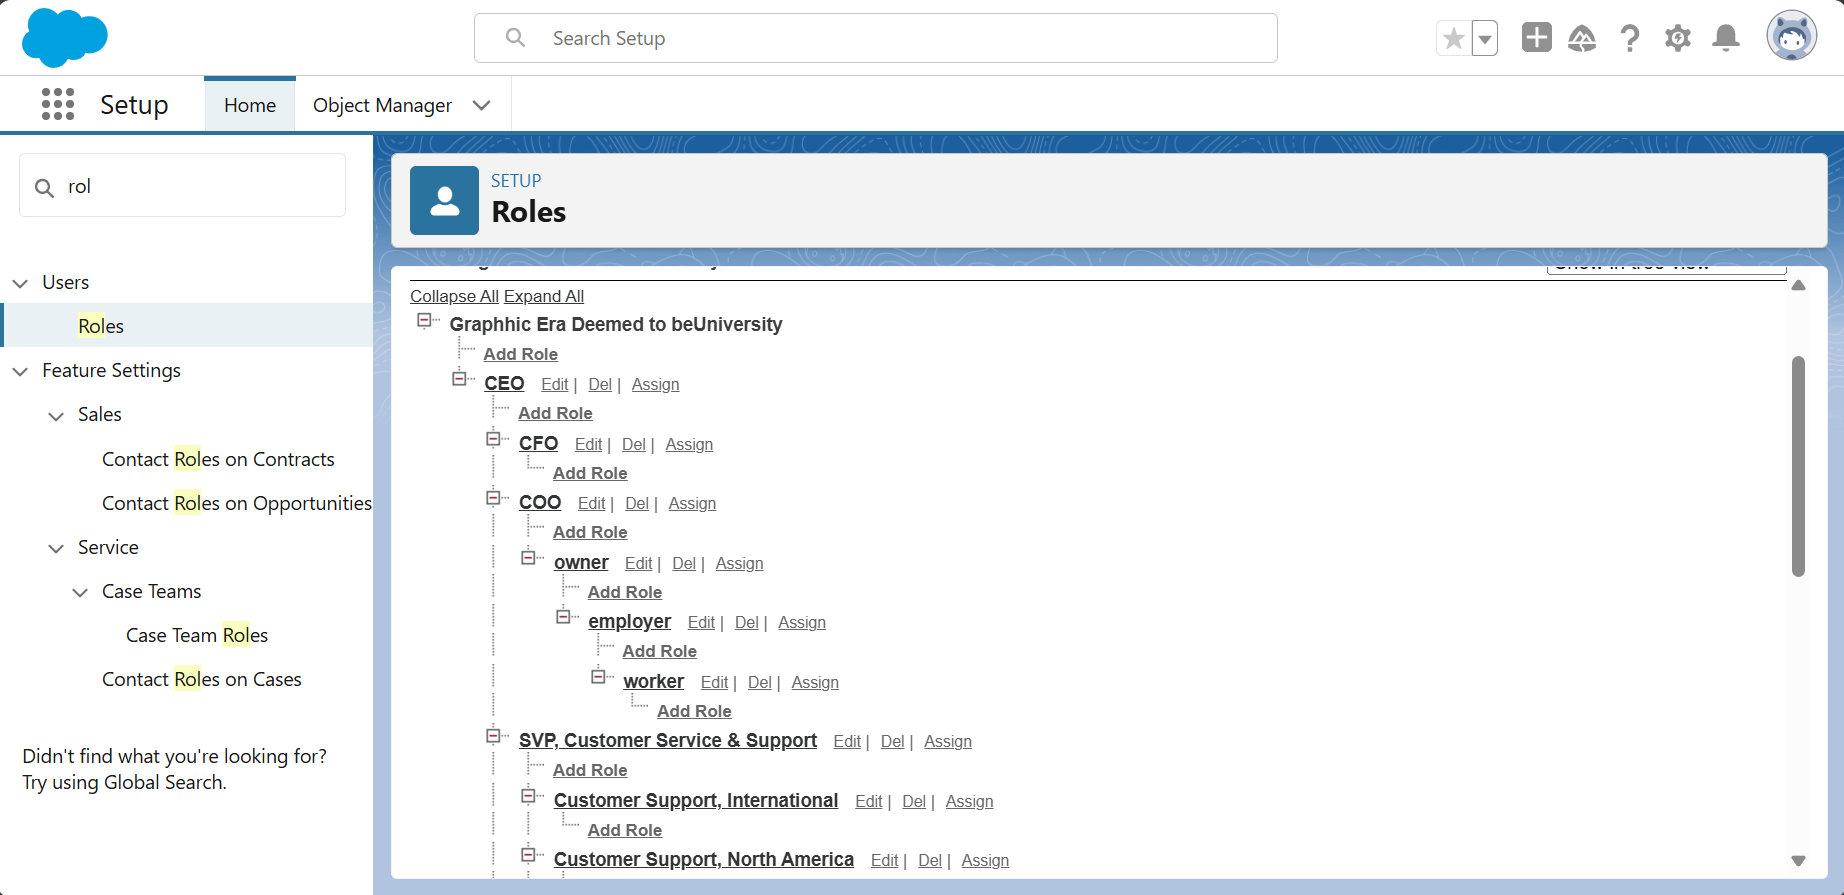 Search Setup
Setup
Home
Object Manager
rol
Users
Roles
Feature Settings
Sales
Contact Roles on Contracts
Contact Roles on Opportunities
Service
Case Teams
Case Team Roles
Contact Roles on Cases
Didn't find what you're looking for?
Try using Global Search.
SETUP
Roles
Show in tree view
Collapse All Expand All
Graphhic Era Deemed to beUniversity
Add Role
CEO Edit | Del | Assign
Add Role
CFO Edit | Del | Assign
Add Role
COO Edit | Del | Assign
Add Role
owner Edit | Del | Assign
Add Role
employer Edit | Del | Assign
Add Role
worker Edit | Del | Assign
Add Role
SVP, Customer Service & Support Edit | Del | Assign
Add Role
Customer Support, International Edit | Del | Assign
Add Role
Customer Support, North America Edit | Del | Assign